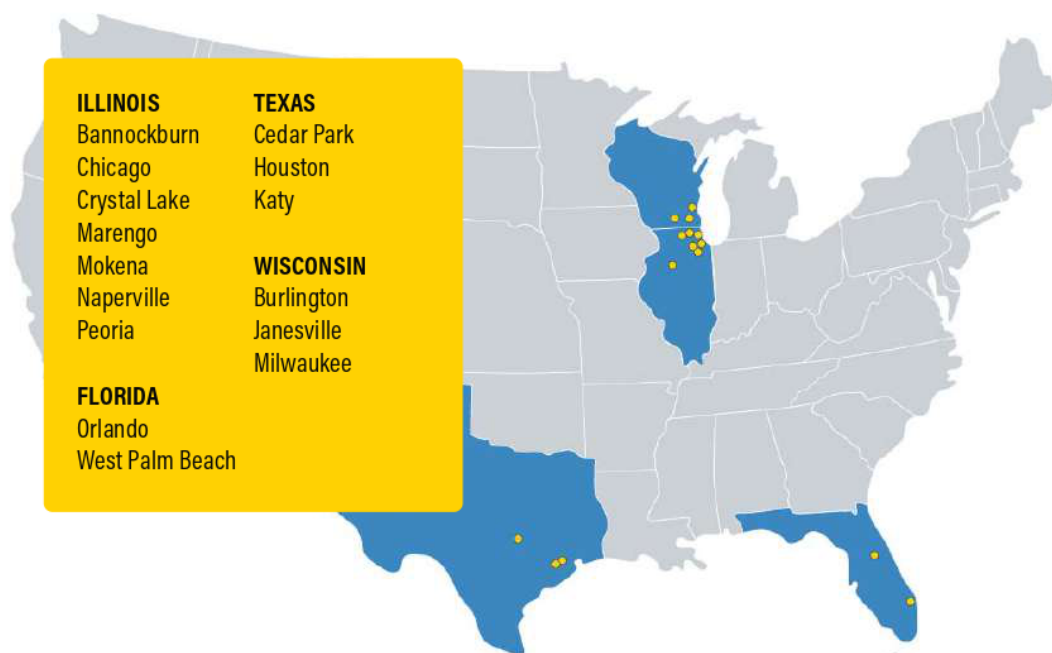 ILLINOIS
Bannockburn
Chicago
Crystal Lake
Marengo
Mokena
Naperville
Peoria
FLORIDA
Orlando
West Palm Beach
TEXAS
Cedar Park
Houston
Katy
WISCONSIN
Burlington
Janesville
Milwaukee